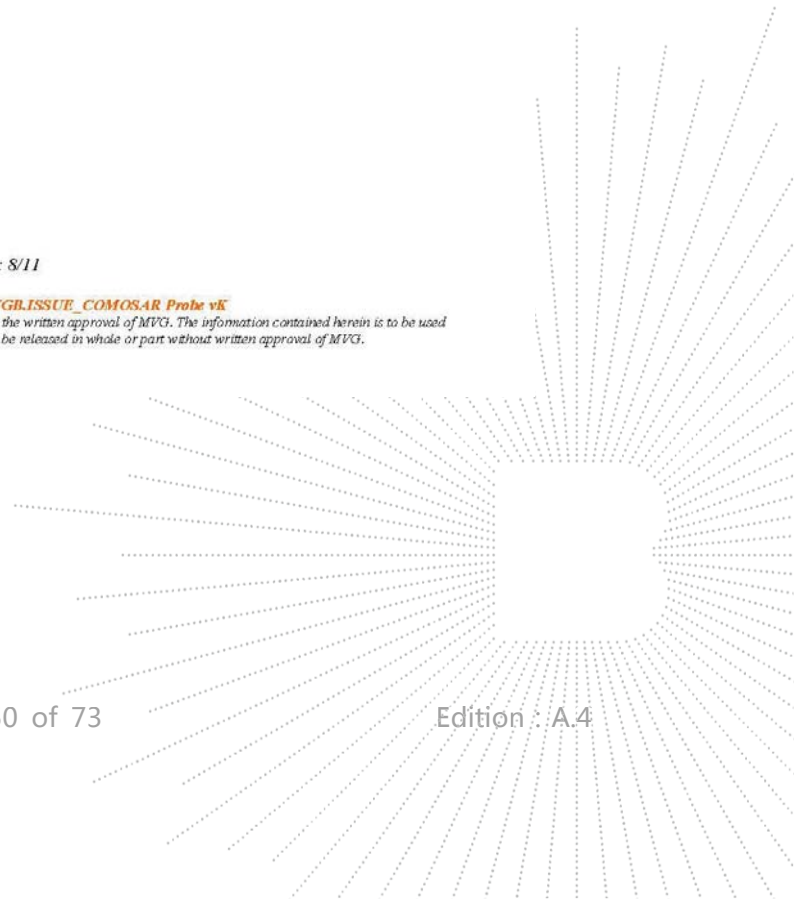 : 8/11
GB.ISSUE_COMOSAR Probe vK
the written approval of MVG. The information contained herein is to be used
be released in whole or part without written approval of MVG.
0 of 73
Edition : A.4